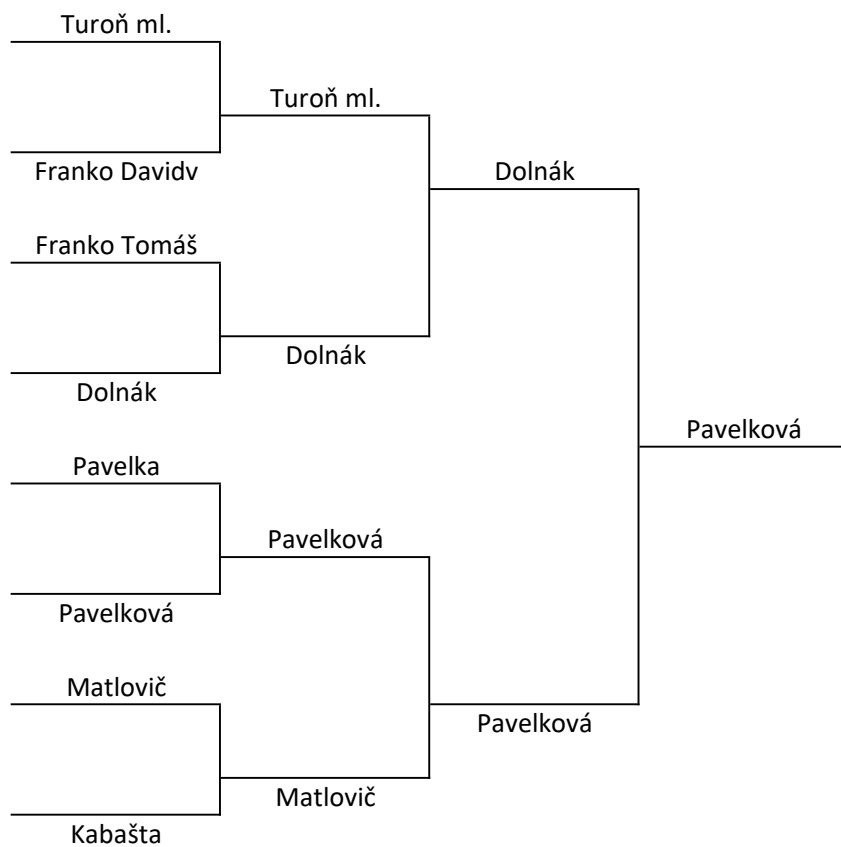 Turoň ml.
Turoň ml.
Franko Davidv
Dolnák
Franko Tomáš
Dolnák
Dolnák
Pavelková
Pavelka
Pavelková
Pavelková
Matlovič
Pavelková
Matlovič
Kabašta